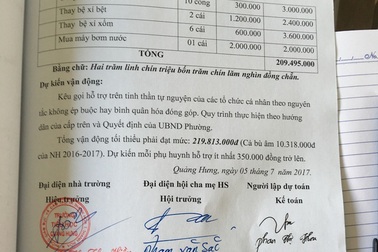 10 công 300.000 3.000.000
Thay bệ xí bệt 2 cái 1.200.000 2.400.000
Thay bệ xí xổm 6 cái 600.000 3.600.000
Mua máy bơm nước 01 cái 2.000.000 2.000.000
TỔNG 209.495.000
Bằng chữ: Hai trăm linh chín triệu bốn trăm chín lăm nghìn đồng chẵn.
Dự kiến vận động:
Kêu gọi hỗ trợ trên tinh thần tự nguyện của các tổ chức cá nhân theo nguyên
tắc không ép buộc hay bình quân hóa đóng góp. Quy trình thực hiện theo hướng
dẫn của cấp trên và Quyết định của UBND Phường.
Tổng vận động tối thiểu phải đạt mức: 219.813.000đ (Cả bù âm 10.318.000đ
của NH 2016-2017). Dự kiến mỗi phụ huynh hỗ trợ ít nhất 350.000 đồng trở lên.
Quảng Hưng, ngày 05 tháng 7 năm 2017.
Đại diện nhà trường Đại diện hội cha mẹ HS Người lập dự toán
Hiệu trưởng Hội trưởng Kế toán
TRƯỜNG
QUẢNG HƯNG
Phạm Văn Sạc Phan Thị